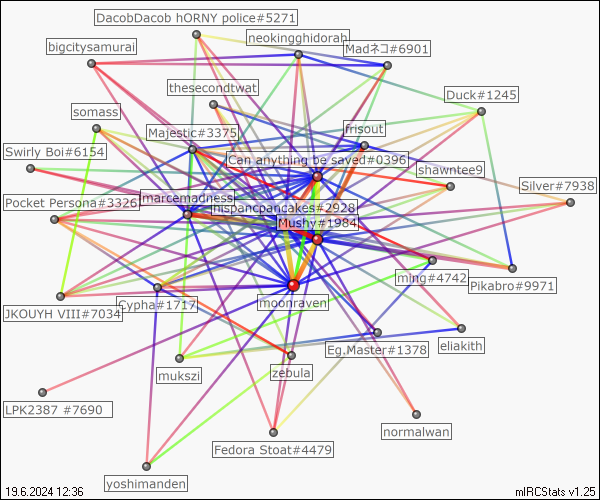 DacobDacob hORNY police#5271
neokingghidorah
bigcitysamurai
Madネコ#6901
thesecondtwat
Duck#1245
somass
Majestic#3375
frisout
Swirly Boi#6154
Can anything be saved#0396
shawntee9
Silver#7938
marcemadness
Pocket Persona#3326
hispancpancakes#2928
Mushy#1984
ming#4742
Pikabro#9971
Cypha#1717
moonraven
JKOUYH VIII#7034
eliakith
Eg.Master#1378
mukszi
zebula
LPK2387 #7690
normalwan
Fedora Stoat#4479
yoshimanden
19.6.2024 12:36
mIRCStats v1.25